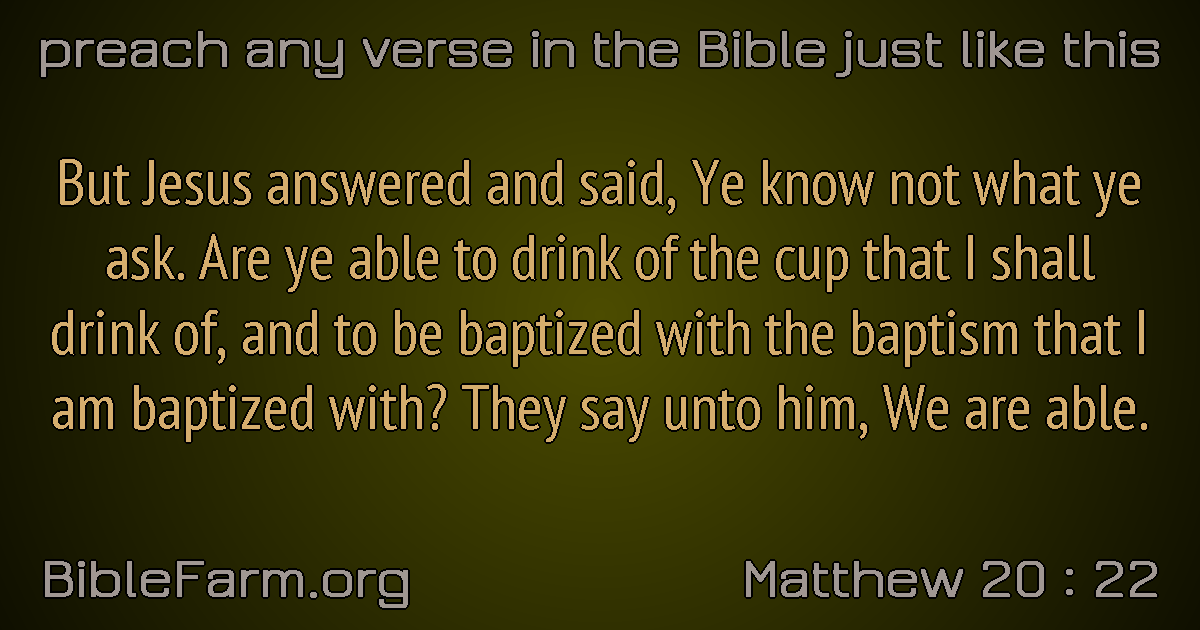 preach any verse in the Bible just like this
But Jesus answered and said, Ye know not what ye
ask. Are ye able to drink of the cup that I shall
drink of, and to be baptized with the baptism that I
am baptized with? They say unto him, We are able.
BibleFarm.org
Matthew 20 : 22